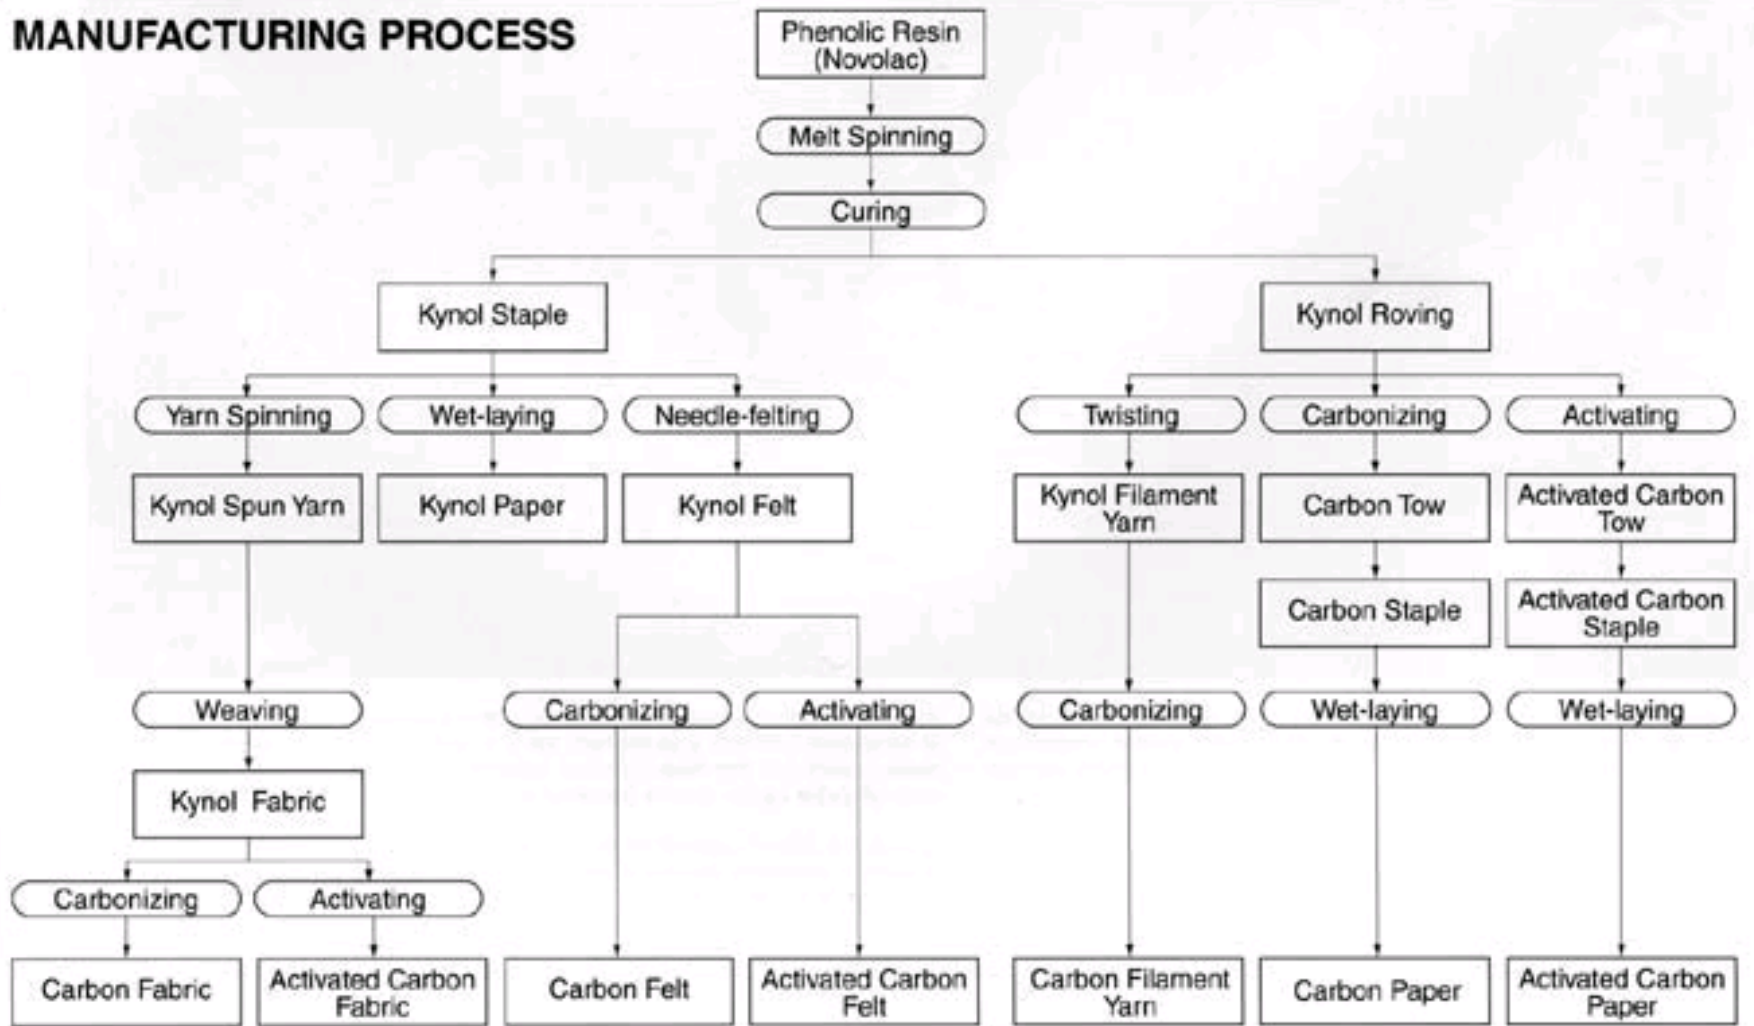 MANUFACTURING PROCESS
Phenolic Resin
(Novolac)
Melt Spinning
Curing
Kynol Staple
Kynol Roving
Yarn Spinning
Wet-laying
Needle-felting
Twisting
Carbonizing
Activating
Kynol Spun Yarn
Kynol Paper
Kynol Felt
Kynol Filament
Yarn
Carbon Tow
Activated Carbon
Tow
Carbon Staple
Activated Carbon
Staple
Weaving
Carbonizing
Activating
Carbonizing
Wet-laying
Wet-laying
Kynol Fabric
Carbonizing
Activating
Carbon Fabric
Activated Carbon
Fabric
Carbon Felt
Activated Carbon
Felt
Carbon Filament
Yarn
Carbon Paper
Activated Carbon
Paper